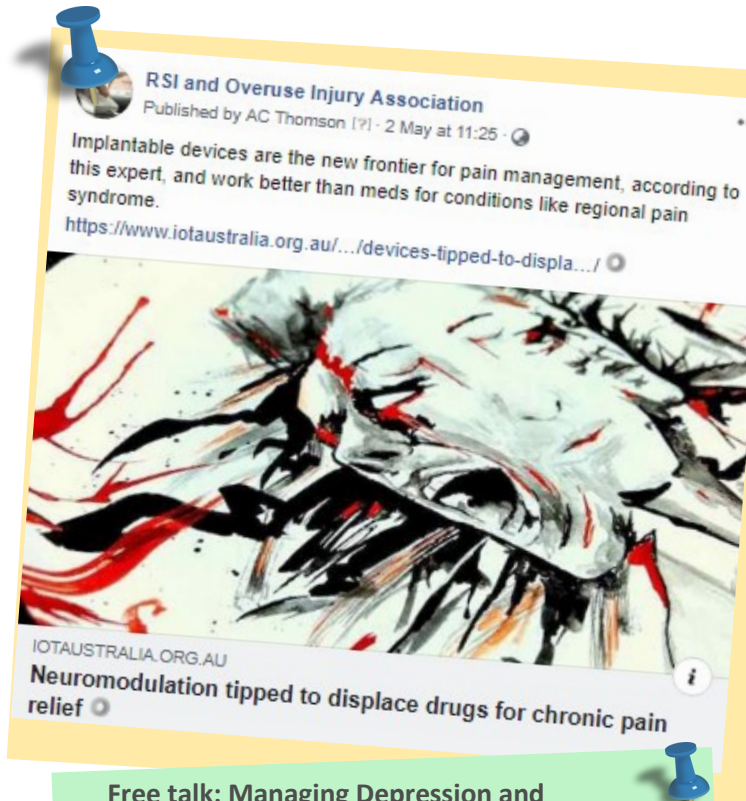 RSI and Overuse Injury Association
Published by AC Thomson [?] · 2 May at 11:25 ·
Implantable devices are the new frontier for pain management, according to
this expert, and work better than meds for conditions like regional pain
syndrome.
https://www.iotaustralia.org.au/.../devices-tipped-to-displa.../
IOTAUSTRALIA.ORG.AU
Neuromodulation tipped to displace drugs for chronic pain
relief
Free talk: Managing Depression and